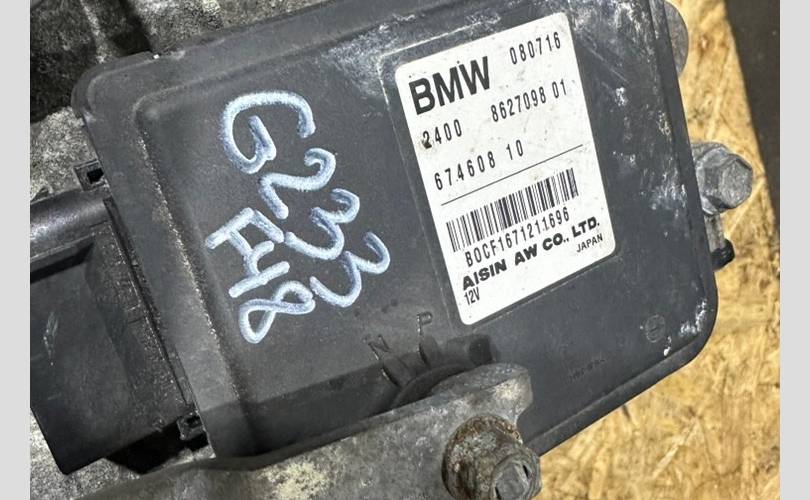 BMW 080716
2400 8627098 01
674608 10
B0CF1671211696
AISIN AW CO., LTD.
12V JAPAN
G233
F48
N P